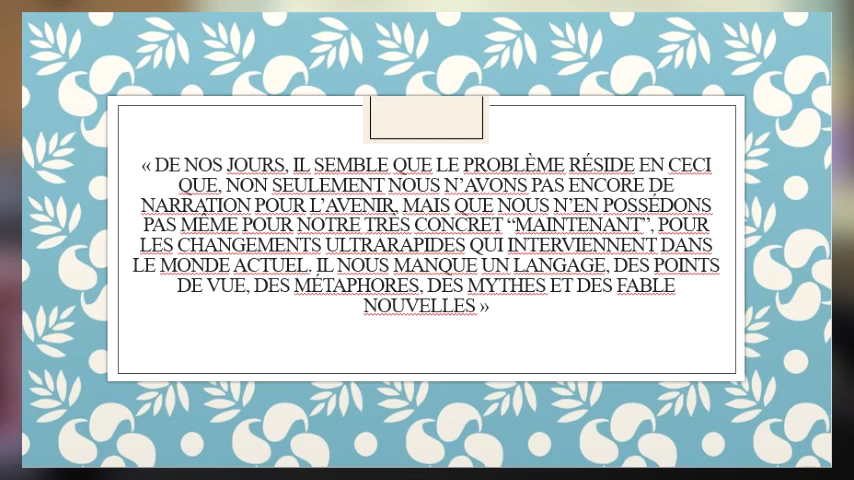 « DE NOS JOURS, IL SEMBLE QUE LE PROBLÈME RÉSIDE EN CECI
QUE, NON SEULEMENT NOUS N’AVONS PAS ENCORE DE
NARRATION POUR L’AVENIR, MAIS QUE NOUS N’EN POSSÉDONS
PAS MÊME POUR NOTRE TRÈS CONCRET “MAINTENANT”, POUR
LES CHANGEMENTS ULTRARAPIDES QUI INTERVIENNENT DANS
LE MONDE ACTUEL. IL NOUS MANQUE UN LANGAGE, DES POINTS
DE VUE, DES MÉTAPHORES, DES MYTHES ET DES FABLE
NOUVELLES »